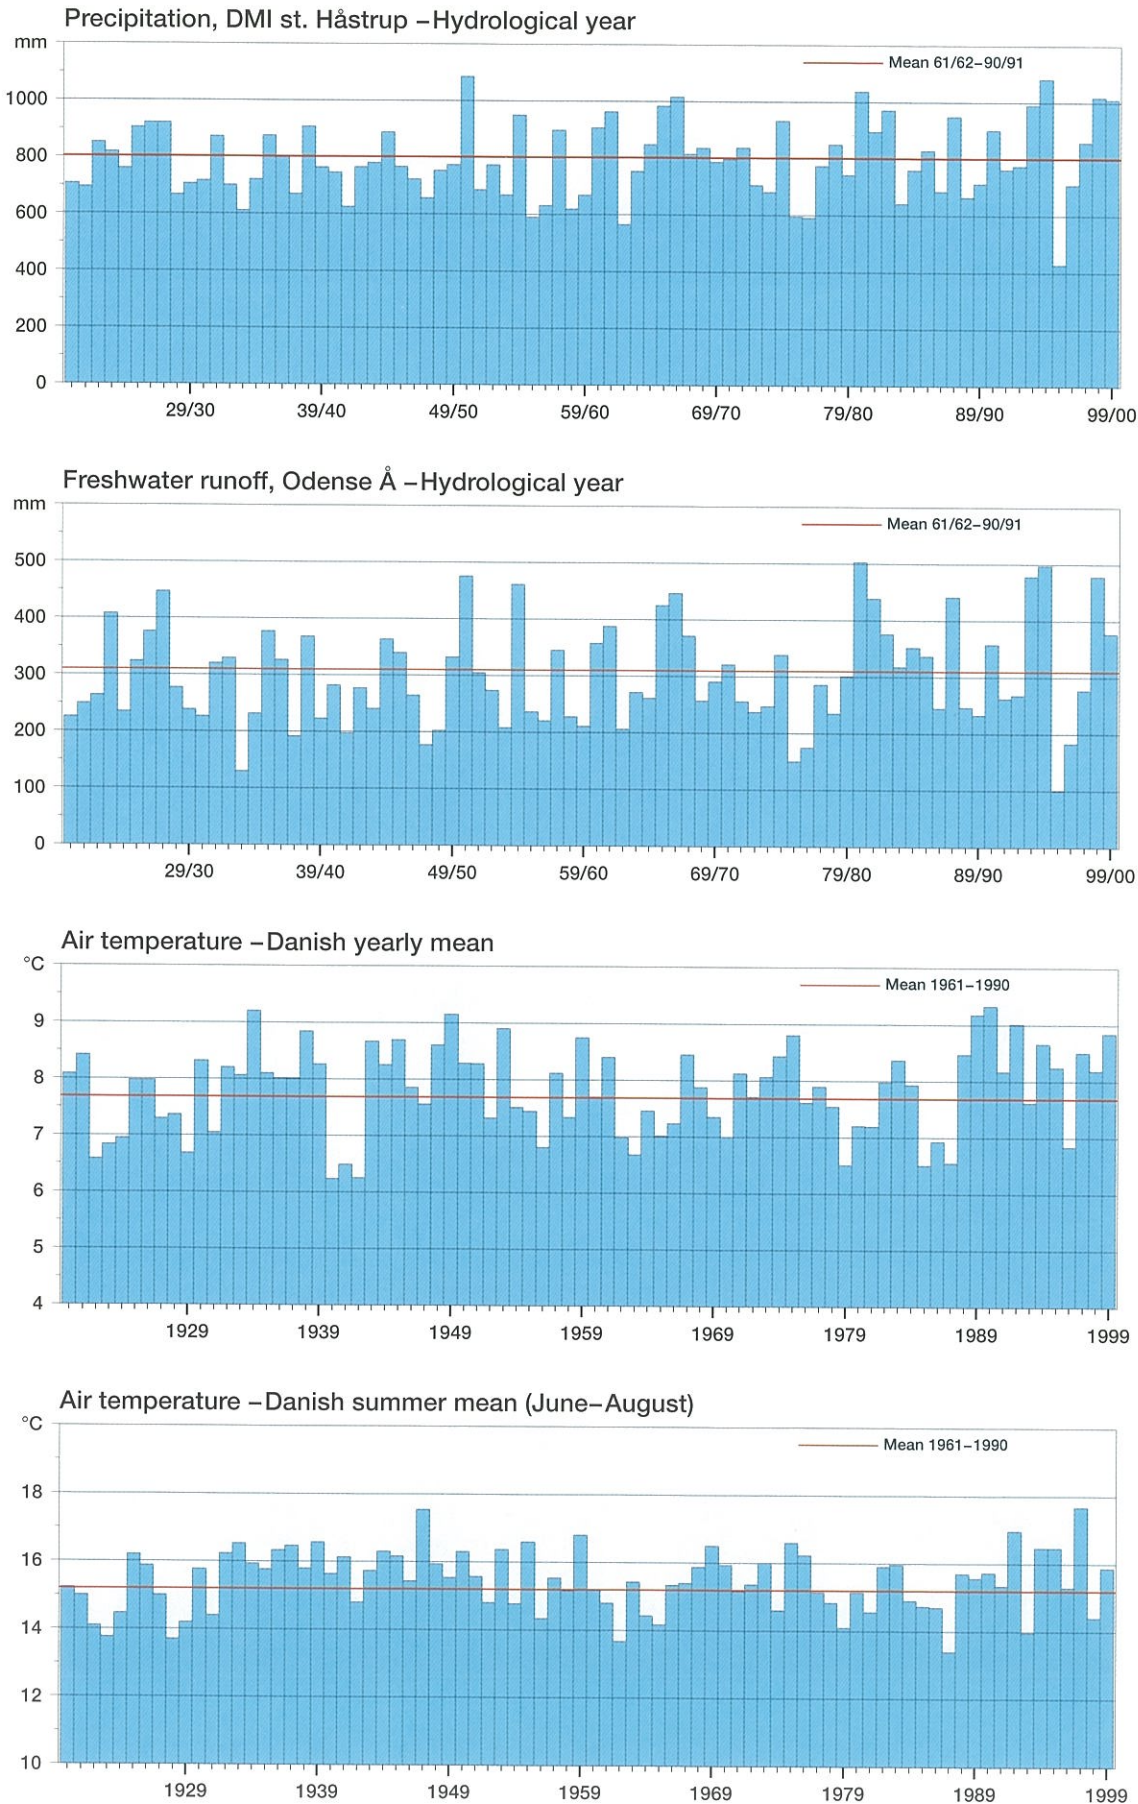 Precipitation, DMI st. Håstrup –Hydrological year
mm
Mean 61/62–90/91
1000
800
600
400
200
0
29/30 39/40 49/50 59/60 69/70 79/80 89/90 99/00
Freshwater runoff, Odense Å –Hydrological year
mm
Mean 61/62–90/91
500
400
300
200
100
0
29/30 39/40 49/50 59/60 69/70 79/80 89/90 99/00
Air temperature –Danish yearly mean
°C
Mean 1961–1990
9
8
7
6
5
4
1929 1939 1949 1959 1969 1979 1989 1999
Air temperature –Danish summer mean (June–August)
°C
Mean 1961–1990
18
16
14
12
10
1929 1939 1949 1959 1969 1979 1989 1999